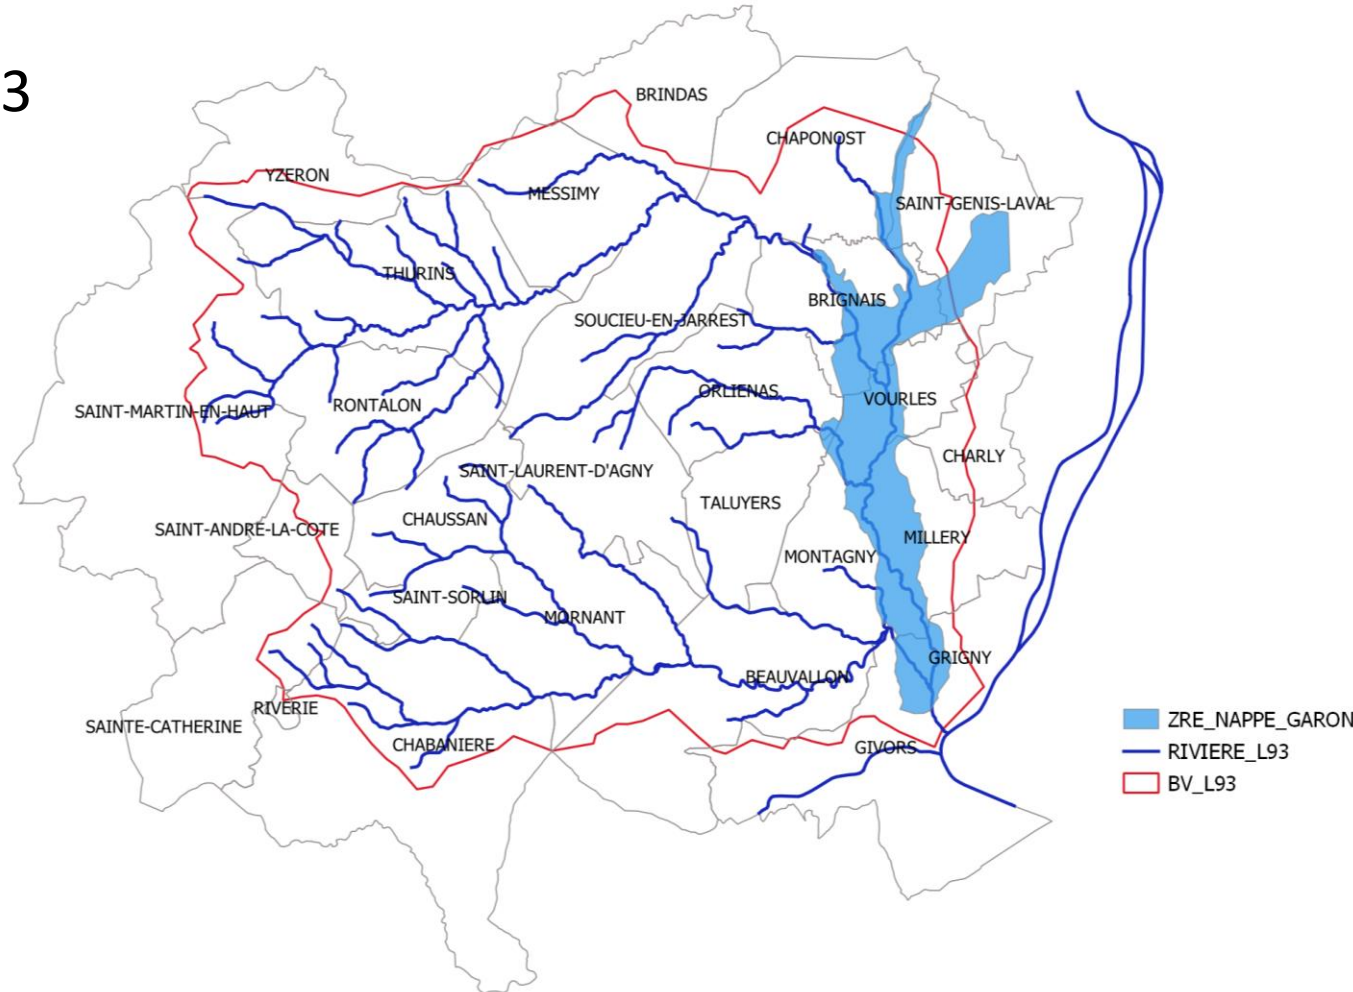 3
BRINDAS
CHAPONOST
YZERON
MESSIMY
SAINT-GENIS-LAVAL
THURINS
BRIGNAIS
SOUCIEU-EN-JARREST
ORLIENAS
VOURLES
SAINT-MARTIN-EN-HAUT
RONTALON
CHARLY
SAINT-LAURENT-D'AGNY
TALUYERS
CHAUSSAN
SAINT-ANDRE-LA-COTE
MILLERY
MONTAGNY
SAINT-SORLIN
MORNANT
GRIGNY
BEAUVALLON
RIVERIE
SAINTE-CATHERINE
CHABANIERE
GIVORS
ZRE_NAPPE_GARON
RIVIERE_L93
BV_L93